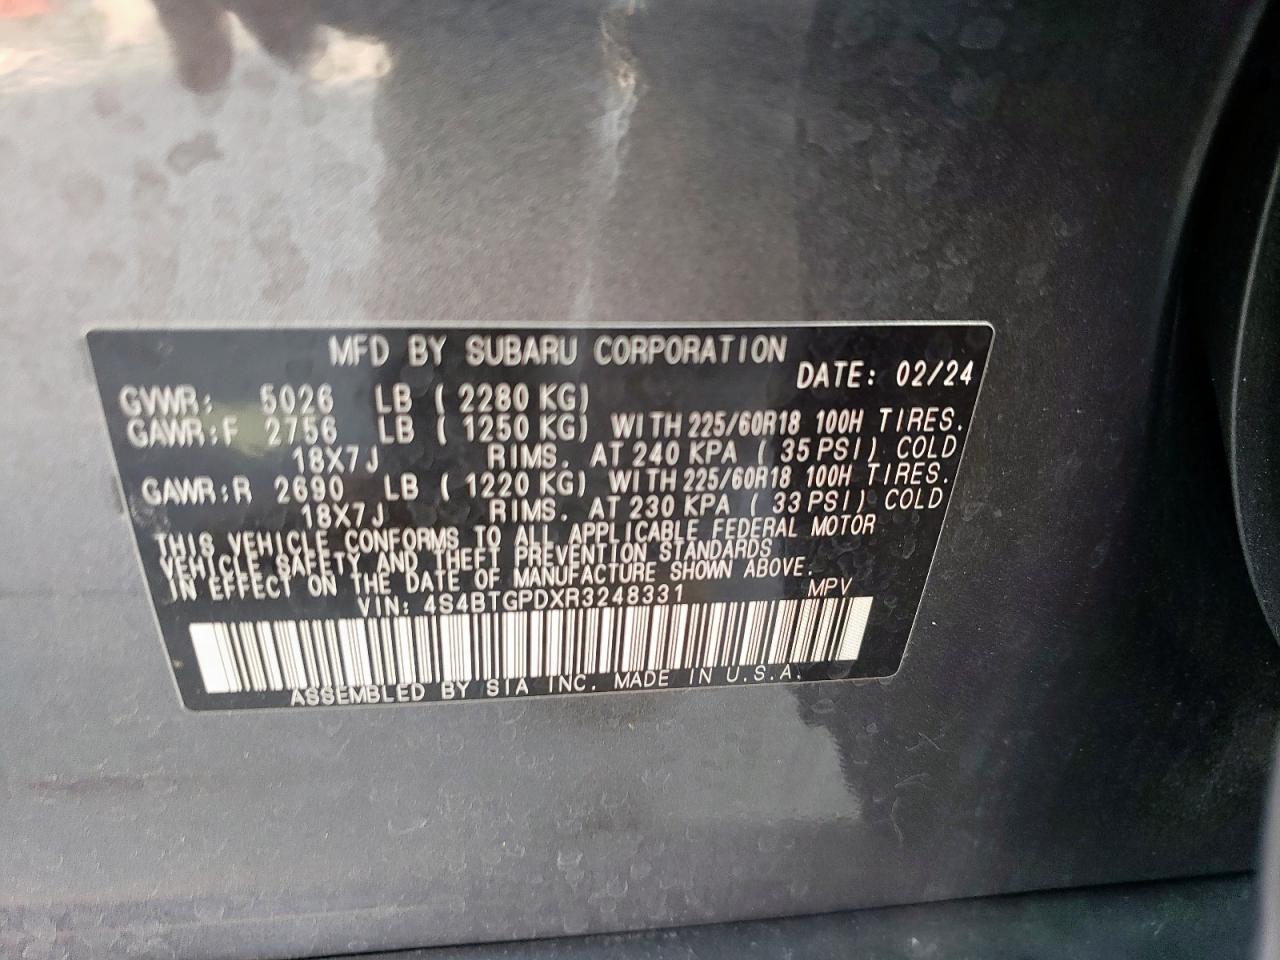 MFD BY SUBARU CORPORATION
DATE: 02/24
GVWR: 5026 LB ( 2280 KG)
GAWR:F 2756 LB ( 1250 KG) WITH 225/60R18 100H TIRES.
18X7J RIMS. AT 240 KPA ( 35 PSI) COLD
GAWR:R 2690 LB ( 1220 KG) WITH 225/60R18 100H TIRES.
18X7J RIMS. AT 230 KPA ( 33 PSI) COLD
THIS VEHICLE CONFORMS TO ALL APPLICABLE FEDERAL MOTOR
VEHICLE SAFETY AND THEFT PREVENTION STANDARDS
IN EFFECT ON THE DATE OF MANUFACTURE SHOWN ABOVE.
VIN: 4S4BTGPDXR3248331 MPV
ASSEMBLED BY SIA INC. MADE IN U.S.A.